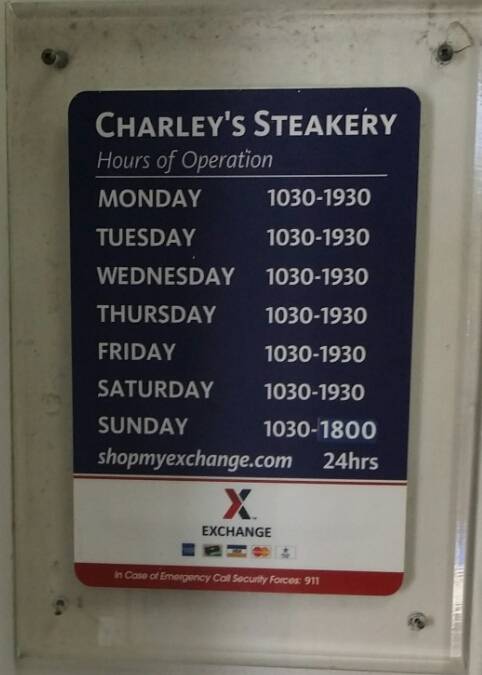 CHARLEY'S STEAKERY
Hours of Operation
MONDAY 1030-1930
TUESDAY 1030-1930
WEDNESDAY 1030-1930
THURSDAY 1030-1930
FRIDAY 1030-1930
SATURDAY 1030-1930
SUNDAY 1030-1800
shopmyexchange.com 24hrs
X
EXCHANGE
In Case of Emergency Call Security Forces: 911